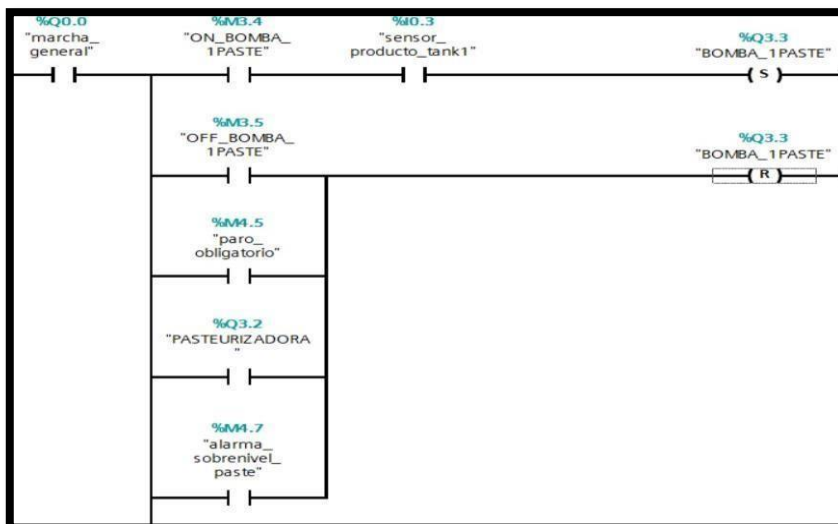 %Q0.0
"marcha_
general"
%M3.4
"ON_BOMBA_
1PASTE"
%I0.3
"sensor_
producto_tank1"
%Q3.3
"BOMBA_1PASTE"
S
%M3.5
"OFF_BOMBA_
1PASTE"
%Q3.3
"BOMBA_1PASTE"
R
%M4.5
"paro_
obligatorio"
%Q3.2
"PASTEURIZADORA
"
%M4.7
"alarma_
sobrenivel_
paste"